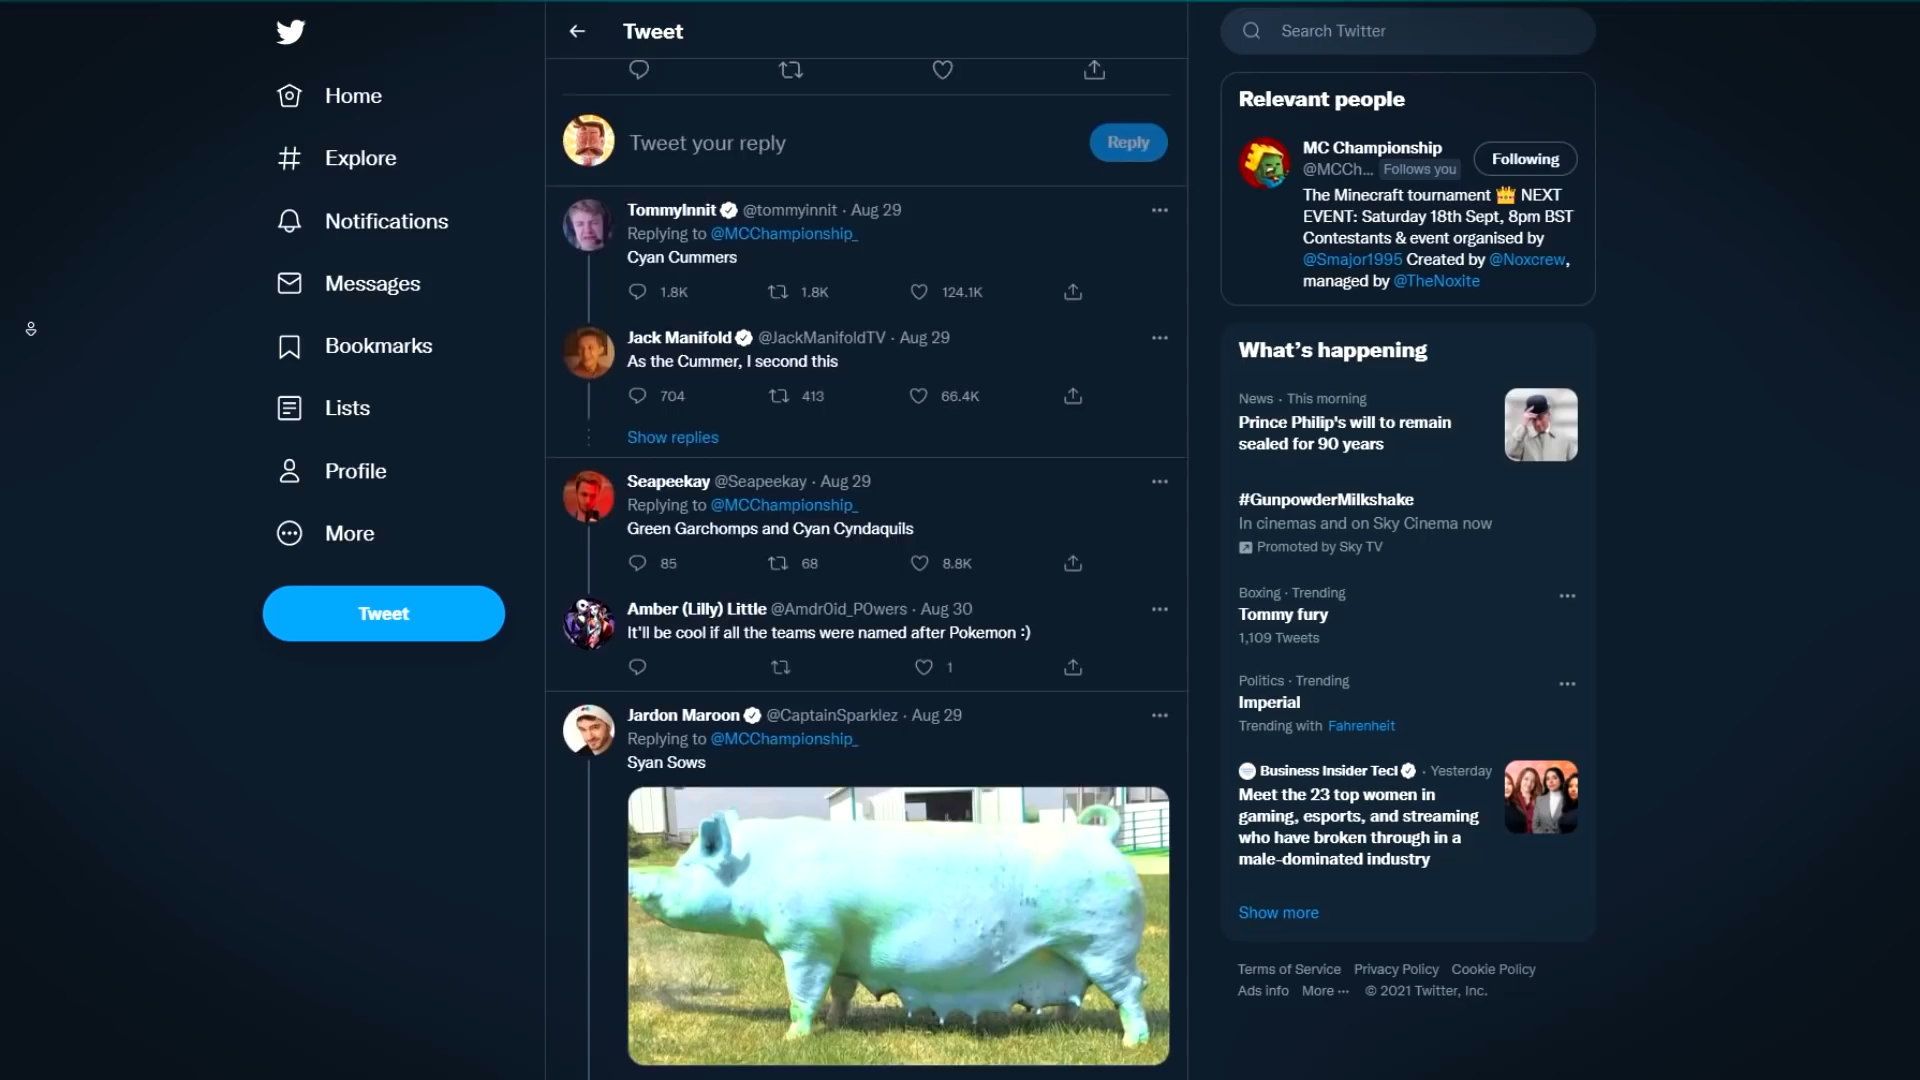 Home
Explore
Notifications
Messages
Bookmarks
Lists
Profile
More
Tweet
Tweet
Tweet your reply
Reply
TommyInnit @tommyinnit · Aug 29
Replying to @MCChampionship_
Cyan Cummers
1.8K 1.8K 124.1K
Jack Manifold @JackManifoldTV · Aug 29
As the Cummer, I second this
704 413 66.4K
Show replies
Seapeekay @Seapeekay · Aug 29
Replying to @MCChampionship_
Green Garchomps and Cyan Cyndaquils
85 68 8.8K
Amber (Lilly) Little @Amdr0id_P0wers · Aug 30
It'll be cool if all the teams were named after Pokemon :)
1
Jardon Maroon @CaptainSparklez · Aug 29
Replying to @MCChampionship_
Syan Sows
Search Twitter
Relevant people
MC Championship
@MCCh... Follows you
Following
The Minecraft tournament 👑 NEXT
EVENT: Saturday 18th Sept, 8pm BST
Contestants & event organised by
@Smajor1995 Created by @Noxcrew,
managed by @TheNoxite
What's happening
News · This morning
Prince Philip's will to remain
sealed for 90 years
#GunpowderMilkshake
In cinemas and on Sky Cinema now
Promoted by Sky TV
Boxing · Trending
Tommy fury
1,109 Tweets
Politics · Trending
Imperial
Trending with Fahrenheit
Business Insider Tecl · Yesterday
Meet the 23 top women in
gaming, esports, and streaming
who have broken through in a
male-dominated industry
Show more
Terms of Service Privacy Policy Cookie Policy
Ads info More ··· © 2021 Twitter, Inc.